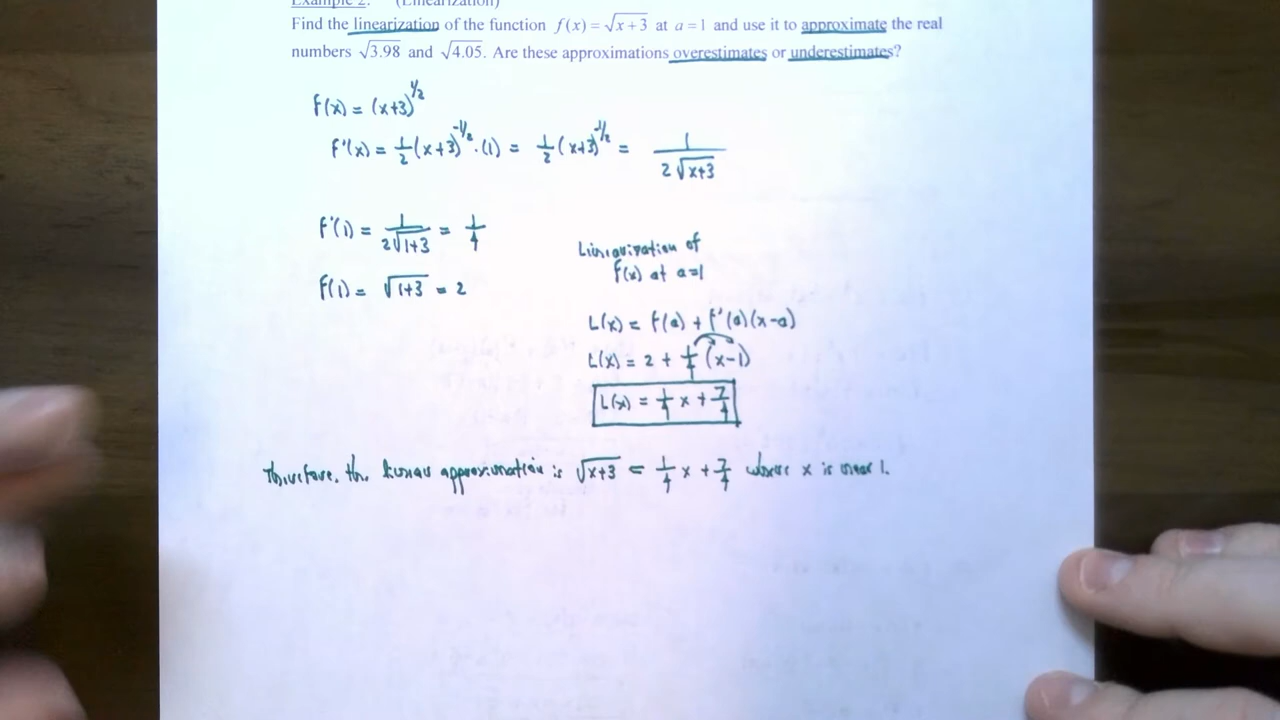 Example 2: (Linearization)
Find the linearization of the function f(x) = √x+3 at a = 1 and use it to approximate the real
numbers √3.98 and √4.05. Are these approximations overestimates or underestimates?
f(x) = (x+3)^1/2
f'(x) = 1/2 (x+3)^-1/2 · (1) = 1/2 (x+3)^-1/2 = 1/2√x+3
f'(1) = 1/2√1+3 = 1/4
f(1) = √1+3 = 2
Linearization of
f(x) at a=1
L(x) = f(a) + f'(a)(x-a)
L(x) = 2 + 1/4 (x-1)
L(x) = 1/4 x + 7/4
Therefore, the linear approximation is √x+3 ≈ 1/4 x + 7/4 where x is near 1.